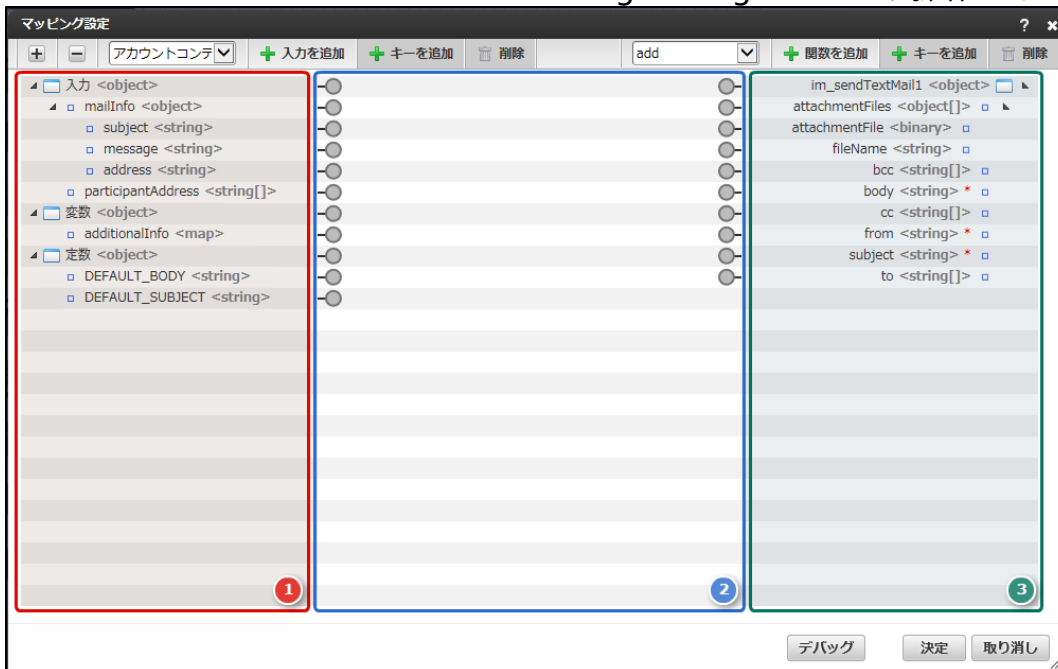 マッピング設定 ? ×
アカウントコンテ 入力を追加 キーを追加 削除 add 関数を追加 キーを追加 削除
入力 <object>
mailInfo <object>
subject <string>
message <string>
address <string>
participantAddress <string[]>
変数 <object>
additionalInfo <map>
定数 <object>
DEFAULT_BODY <string>
DEFAULT_SUBJECT <string>
1
2
im_sendTextMail1 <object>
attachmentFiles <object[]>
attachmentFile <binary>
fileName <string>
bcc <string[]>
body <string> *
cc <string[]>
from <string> *
subject <string> *
to <string[]>
3
デバッグ 決定 取り消し